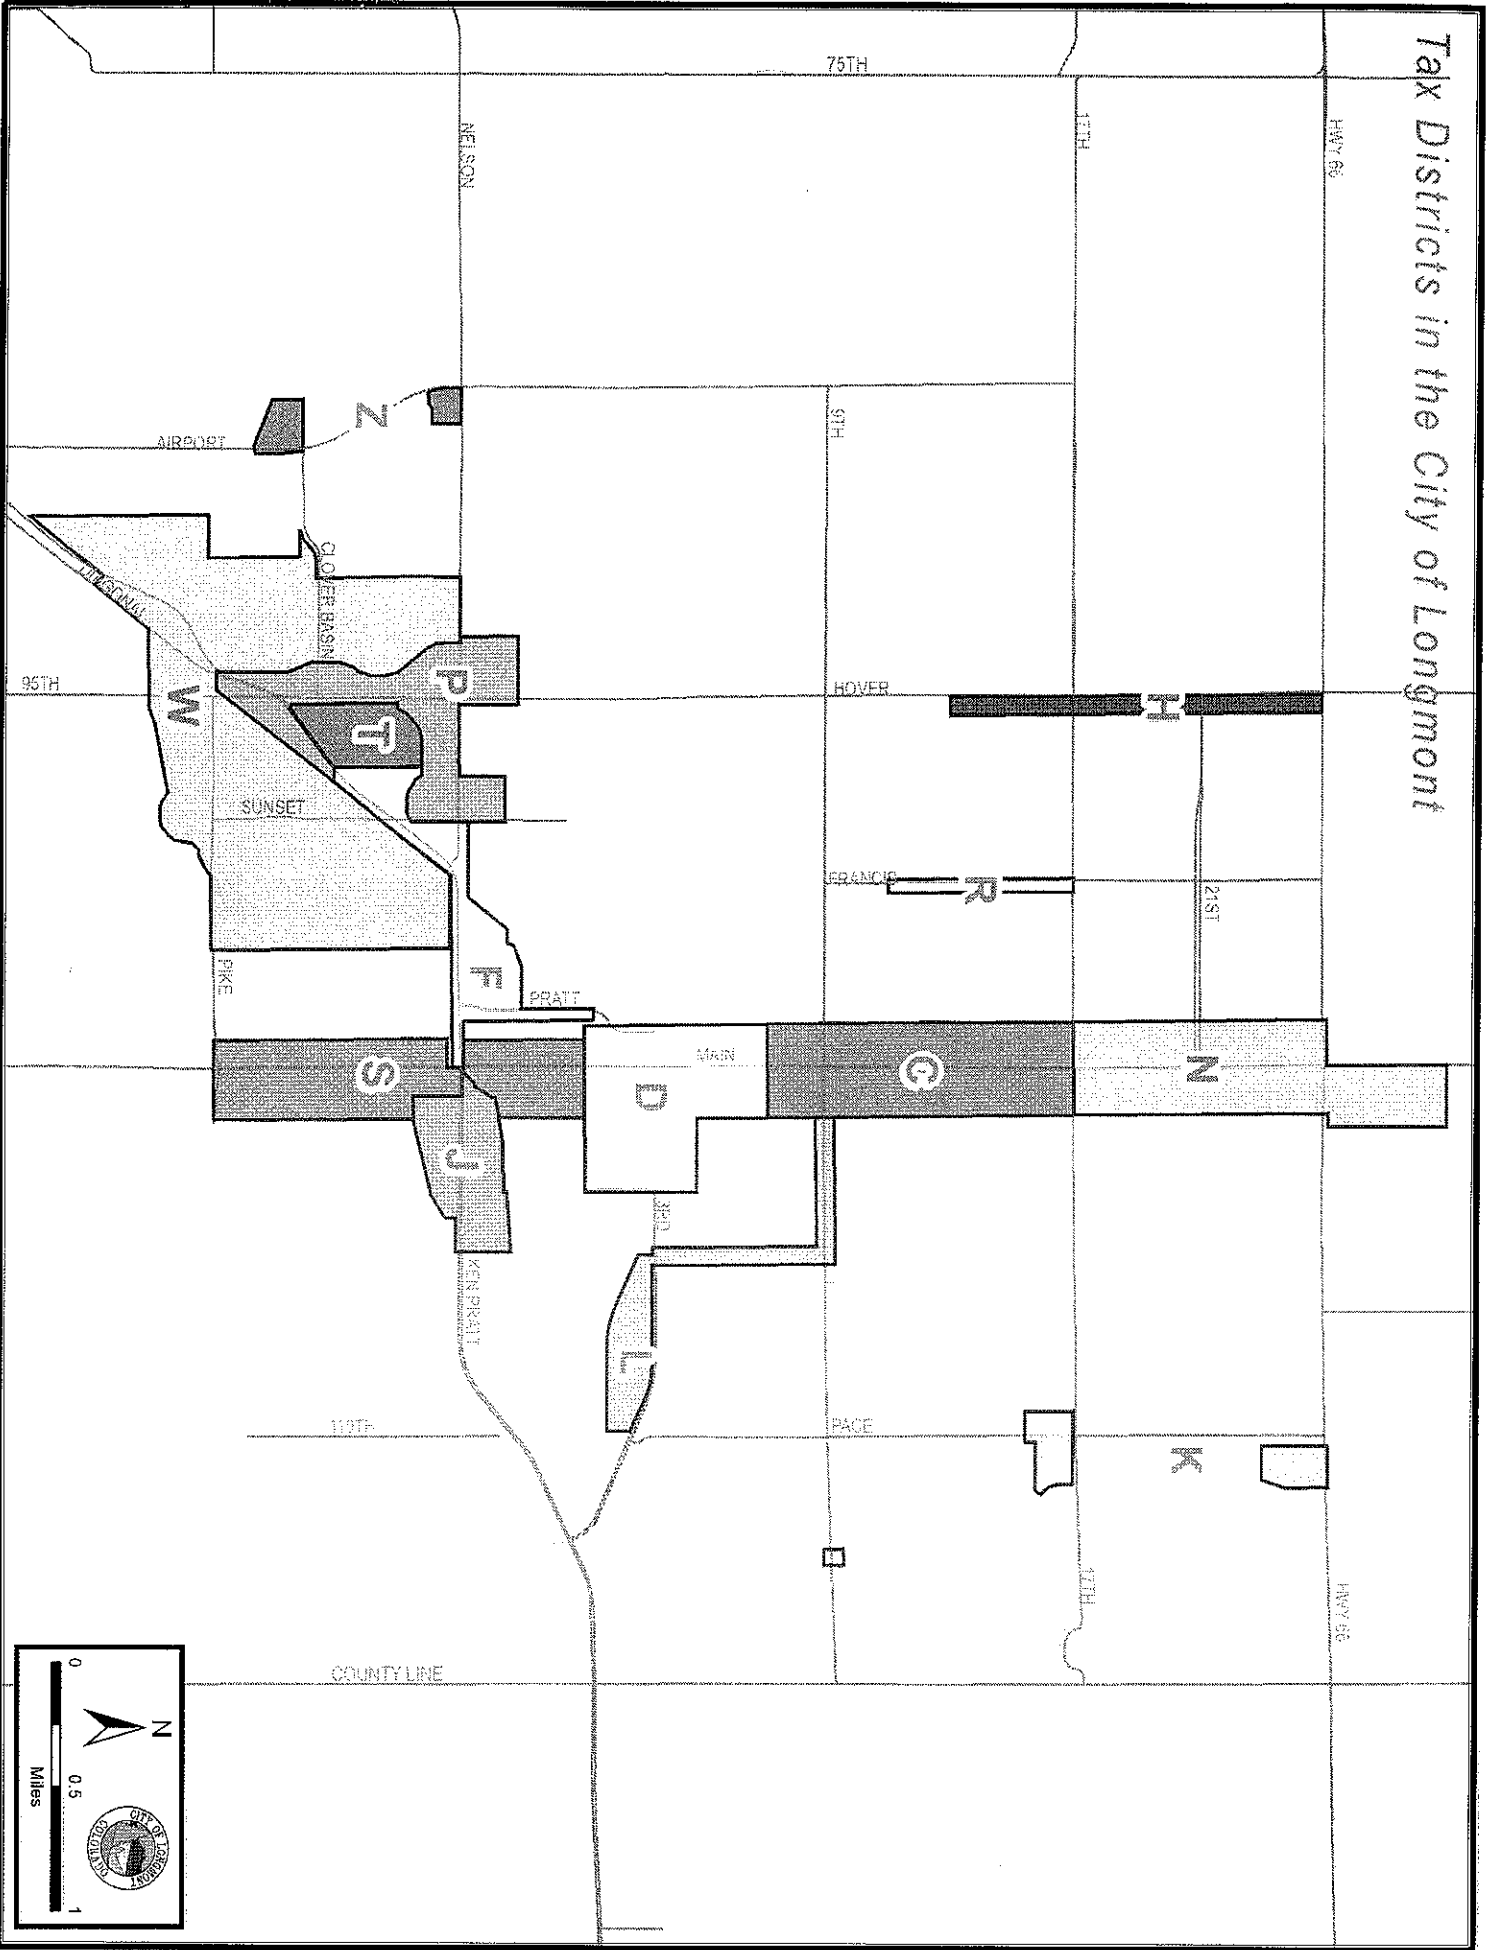 Tax Districts in the City of Longmont
HWY 66
HWY 66
17TH
17TH
75TH
NELSON
21ST
9TH
HOVER
H
FRANCIS
R
N
K
PAGE
C
MAIN
D
3RD
L
PRATT
F
P
T
J
KEN PRATT
S
Z
AIRPORT
CLOVER BASIN
DIAGONAL
95TH
W
SUNSET
PIKE
COUNTY LINE
N
CITY OF LONGMONT
COLORADO
0 0.5 1
Miles